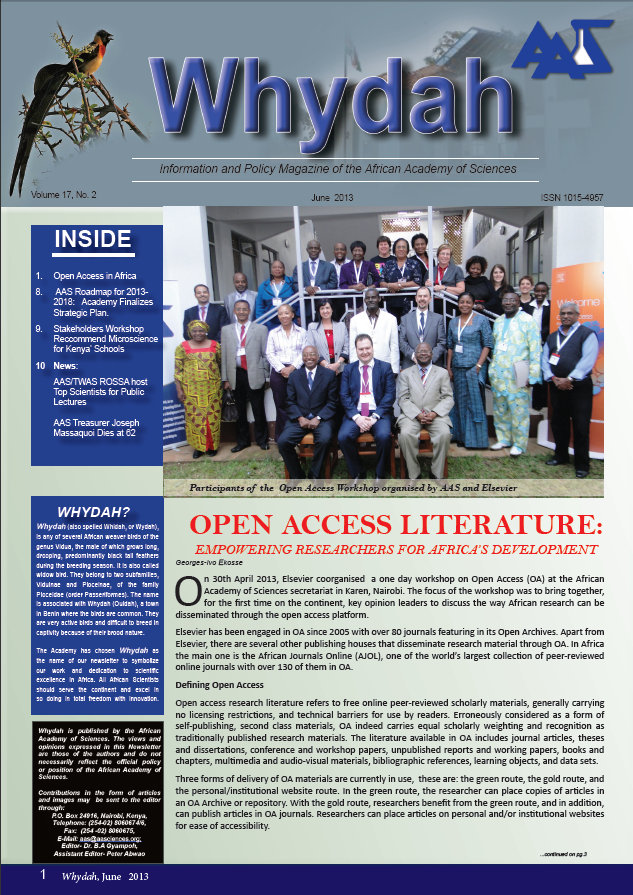 AAS
Whydah
Information and Policy Magazine of the African Academy of Sciences
Volume 17, No. 2
June 2013
ISSN 1015-4957
INSIDE
1. Open Access in Africa
8. AAS Roadmap for 2013-
2018: Academy Finalizes
Strategic Plan.
9. Stakeholders Workshop
Reccommend Microscience
for Kenya' Schools
10 News:
AAS/TWAS ROSSA host
Top Scientists for Public
Lectures
AAS Treasurer Joseph
Massaquoi Dies at 62
Welcome
Participants of the Open Access Workshop organised by AAS and Elsevier
WHYDAH?
Whydah (also spelled Whidah, or Wydah),
is any of several African weaver birds of the
genus Vidua, the male of which grows long,
drooping, predominantly black tail feathers
during the breeding season. It is also called
widow bird. They belong to two subfamilies,
Viduinae and Ploceinae, of the family
Ploceidae (order Passeriformes). The name
is associated with Whydah (Ouidah), a town
in Benin where the birds are common. They
are very active birds and difficult to breed in
captivity because of their brood nature.
The Academy has chosen Whydah as
the name of our newsletter to symbolize
our work and dedication to scientific
excellence in Africa. All African Scientists
should serve the continent and excel in
so doing in total freedom with innovation.
Whydah is published by the African
Academy of Sciences. The views and
opinions expressed in this Newsletter
are those of the authors and do not
necessarily reflect the official policy
or position of the African Academy of
Sciences.
Contributions in the form of articles
and images may be sent to the editor
through:
P.O. Box 24916, Nairobi, Kenya,
Telephone: (254-02) 8060674/6,
Fax: (254 -02) 8060675,
E-Mail: aas@aasciences.org;
Editor- Dr. B.A Gyampoh,
Assistant Editor- Peter Abwao
OPEN ACCESS LITERATURE:
EMPOWERING RESEARCHERS FOR AFRICA'S DEVELOPMENT
Georges-Ivo Ekosse
On 30th April 2013, Elsevier coorganised a one day workshop on Open Access (OA) at the African
Academy of Sciences secretariat in Karen, Nairobi. The focus of the workshop was to bring together,
for the first time on the continent, key opinion leaders to discuss the way African research can be
disseminated through the open access platform.
Elsevier has been engaged in OA since 2005 with over 80 journals featuring in its Open Archives. Apart from
Elsevier, there are several other publishing houses that disseminate research material through OA. In Africa
the main one is the African Journals Online (AJOL), one of the world's largest collection of peer-reviewed
online journals with over 130 of them in OA.
Defining Open Access
Open access research literature refers to free online peer-reviewed scholarly materials, generally carrying
no licensing restrictions, and technical barriers for use by readers. Erroneously considered as a form of
self-publishing, second class materials, OA indeed carries equal scholarly weighting and recognition as
traditionally published research materials. The literature available in OA includes journal articles, theses
and dissertations, conference and workshop papers, unpublished reports and working papers, books and
chapters, multimedia and audio-visual materials, bibliographic references, learning objects, and data sets.
Three forms of delivery of OA materials are currently in use, these are: the green route, the gold route, and
the personal/institutional website route. In the green route, the researcher can place copies of articles in
an OA Archive or repository. With the gold route, researchers benefit from the green route, and in addition,
can publish articles in OA journals. Researchers can place articles on personal and/or institutional websites
for ease of accessibility.
...continued on pg.3
1 Whydah, June 2013